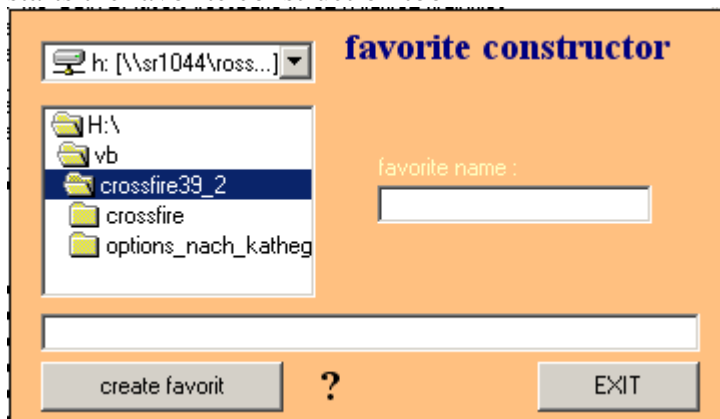 h: [\\sr1044\ross...]
favorite constructor
H:\
vb
crossfire39_2
crossfire
options_nach_katheg
favorite name :
create favorit
?
EXIT